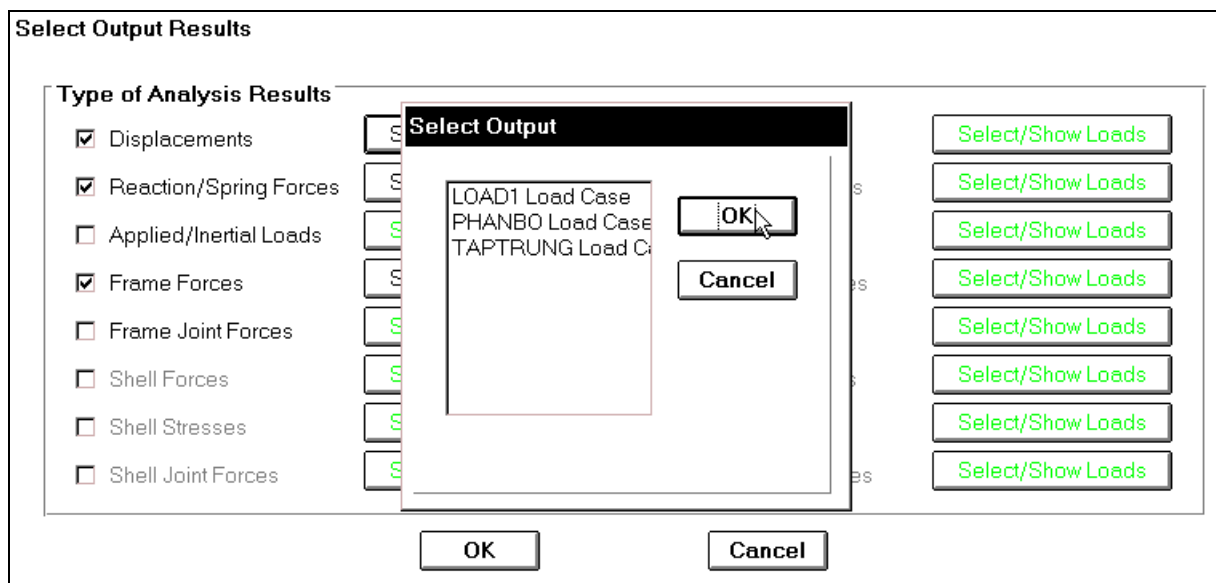 Select Output Results
Type of Analysis Results
Displacements
Reaction/Spring Forces
Applied/Inertial Loads
Frame Forces
Frame Joint Forces
Shell Forces
Shell Stresses
Shell Joint Forces
Select Output
LOAD1 Load Case
PHANBO Load Case
TAPTRUNG Load
OK
Cancel
Select/Show Loads
Select/Show Loads
Select/Show Loads
Select/Show Loads
Select/Show Loads
Select/Show Loads
Select/Show Loads
Select/Show Loads
OK
Cancel